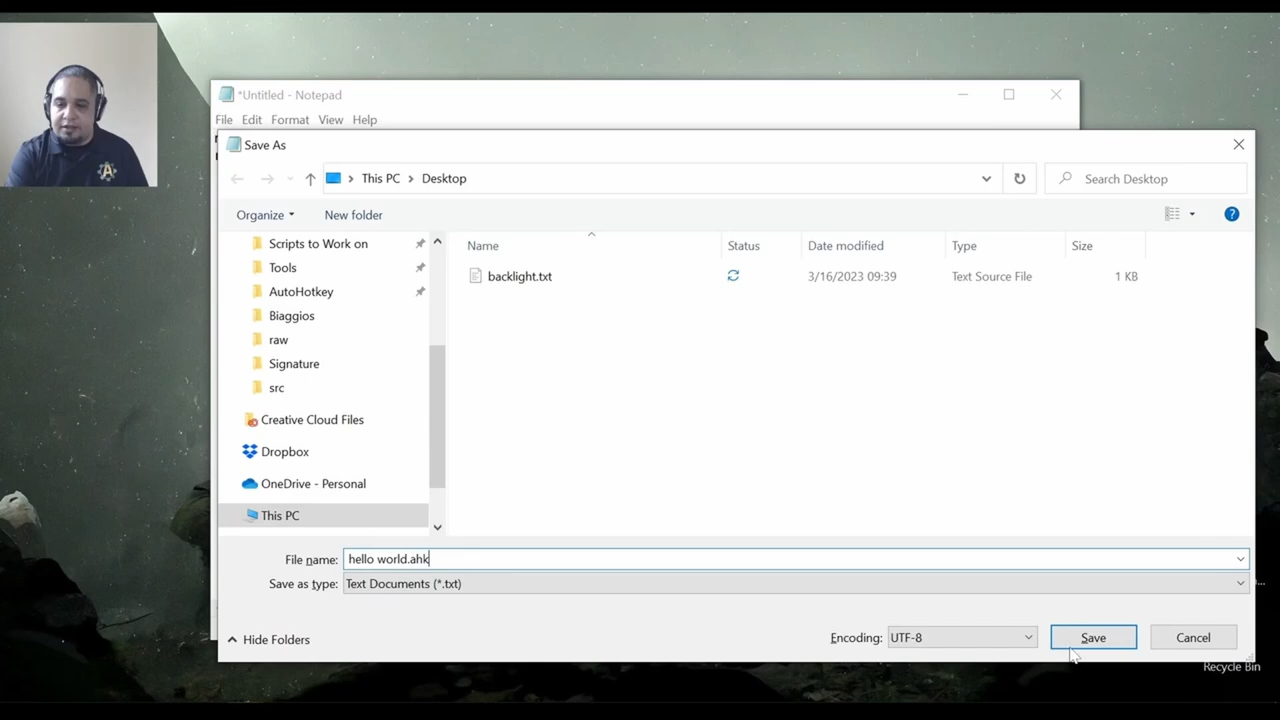 *Untitled - Notepad
File Edit Format View Help
Save As
This PC > Desktop
Search Desktop
Organize New folder
Name Status Date modified Type Size
Scripts to Work on
backlight.txt 3/16/2023 09:39 Text Source File 1 KB
Tools
AutoHotkey
Biaggios
raw
Signature
src
Creative Cloud Files
Dropbox
OneDrive - Personal
This PC
File name: hello world.ahk
Save as type: Text Documents (*.txt)
Hide Folders
Encoding: UTF-8 Save Cancel
Recycle Bin